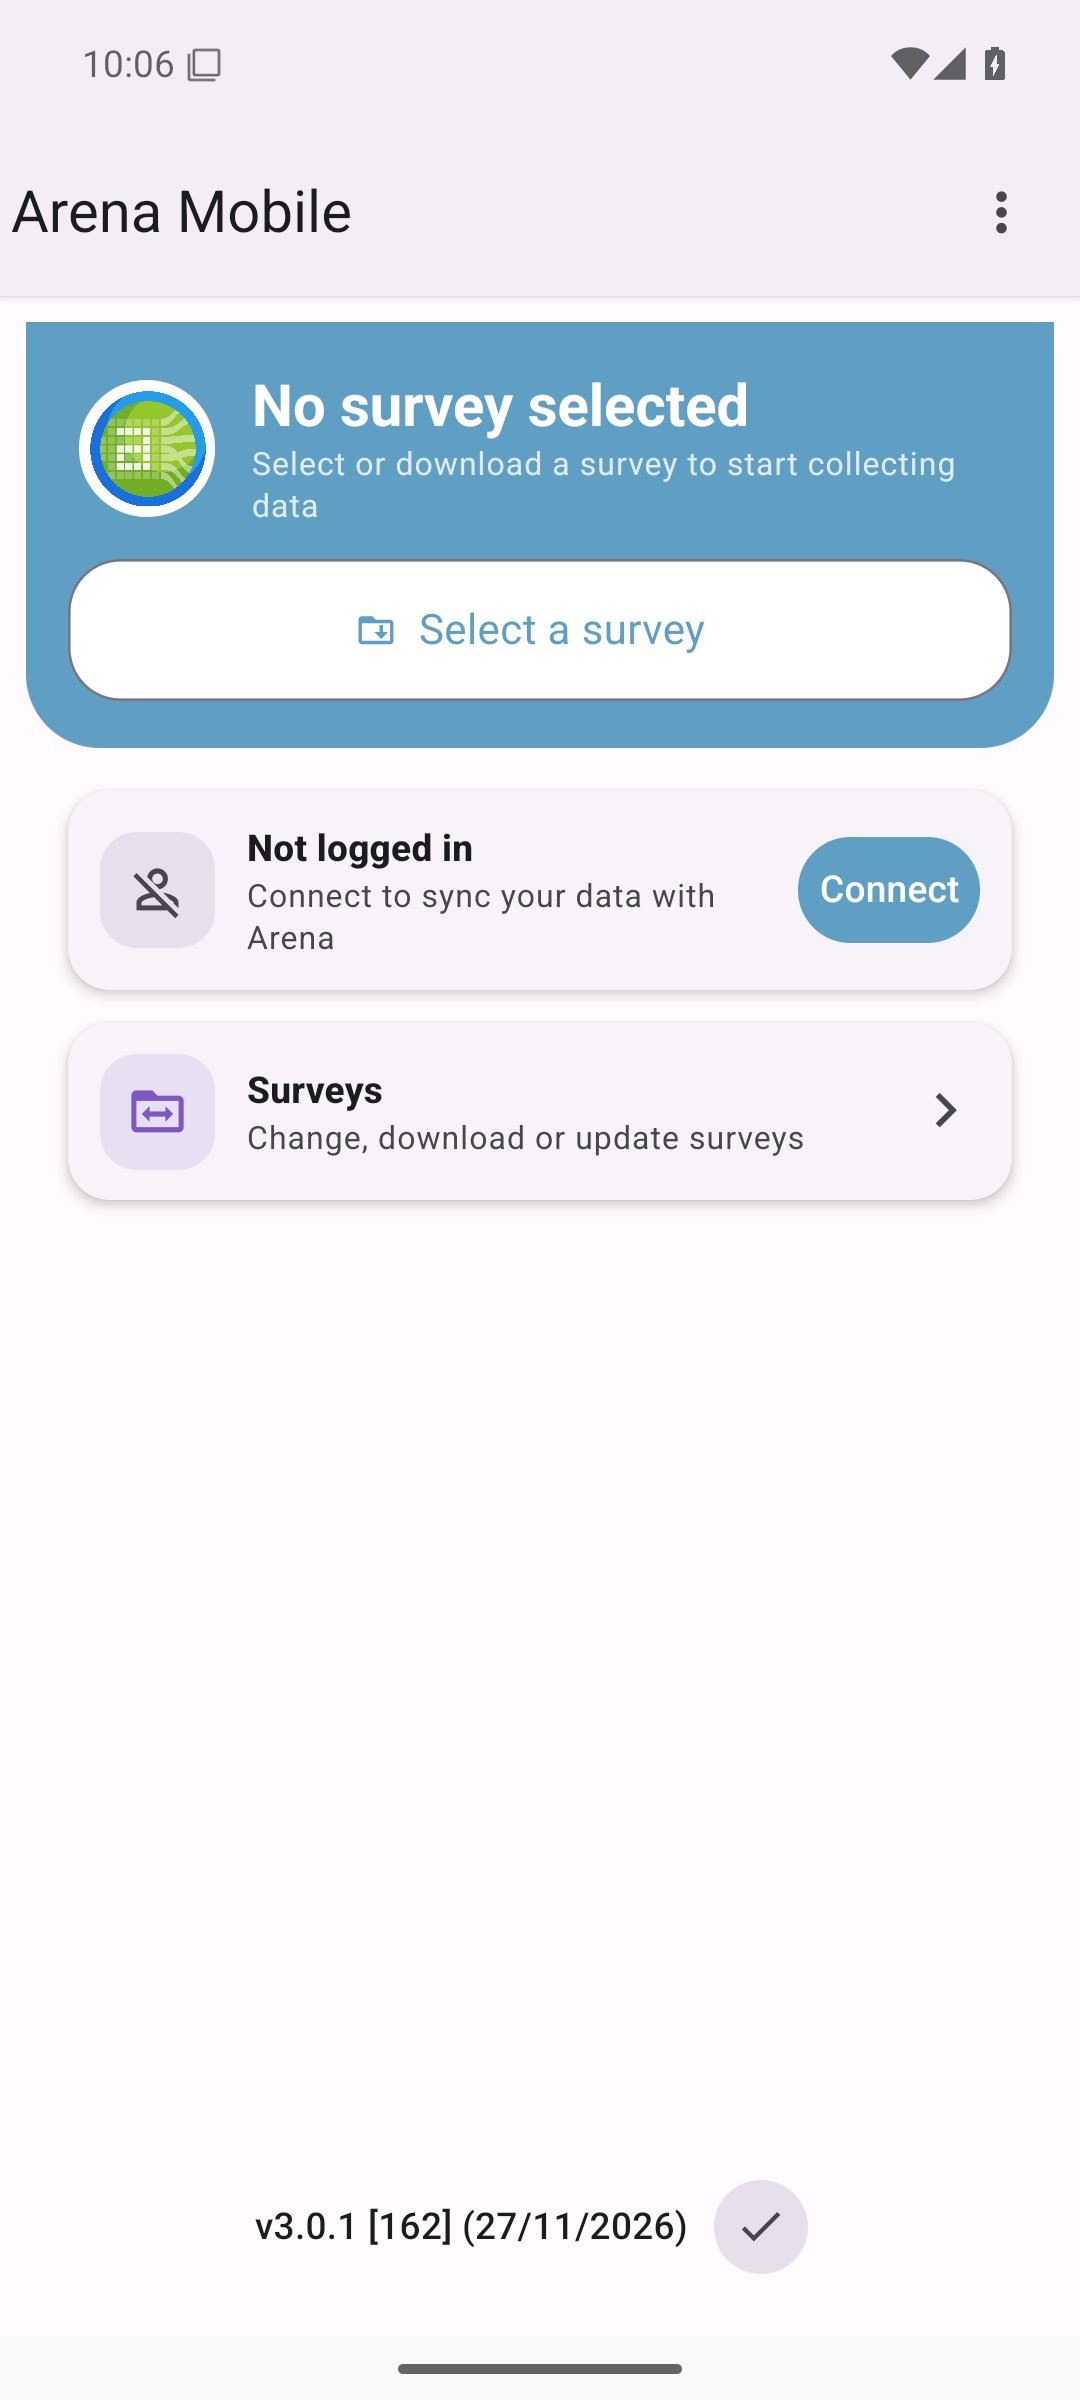 10:06
Arena Mobile
No survey selected
Select or download a survey to start collecting
data
Select a survey
Not logged in
Connect to sync your data with
Arena
Connect
Surveys
Change, download or update surveys
v3.0.1 [162] (27/11/2026)